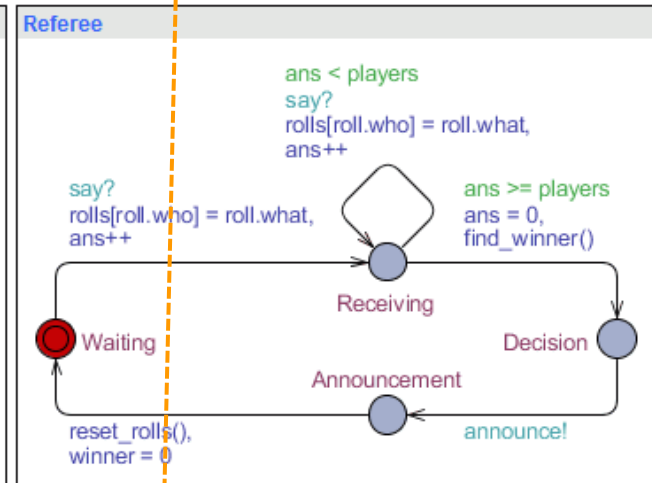 Referee
ans < players
say?
rolls[roll.who] = roll.what,
ans++
say?
rolls[roll.who] = roll.what,
ans++
ans >= players
ans = 0,
find_winner()
Receiving
Waiting
Decision
Announcement
reset_rolls(),
winner = 0
announce!